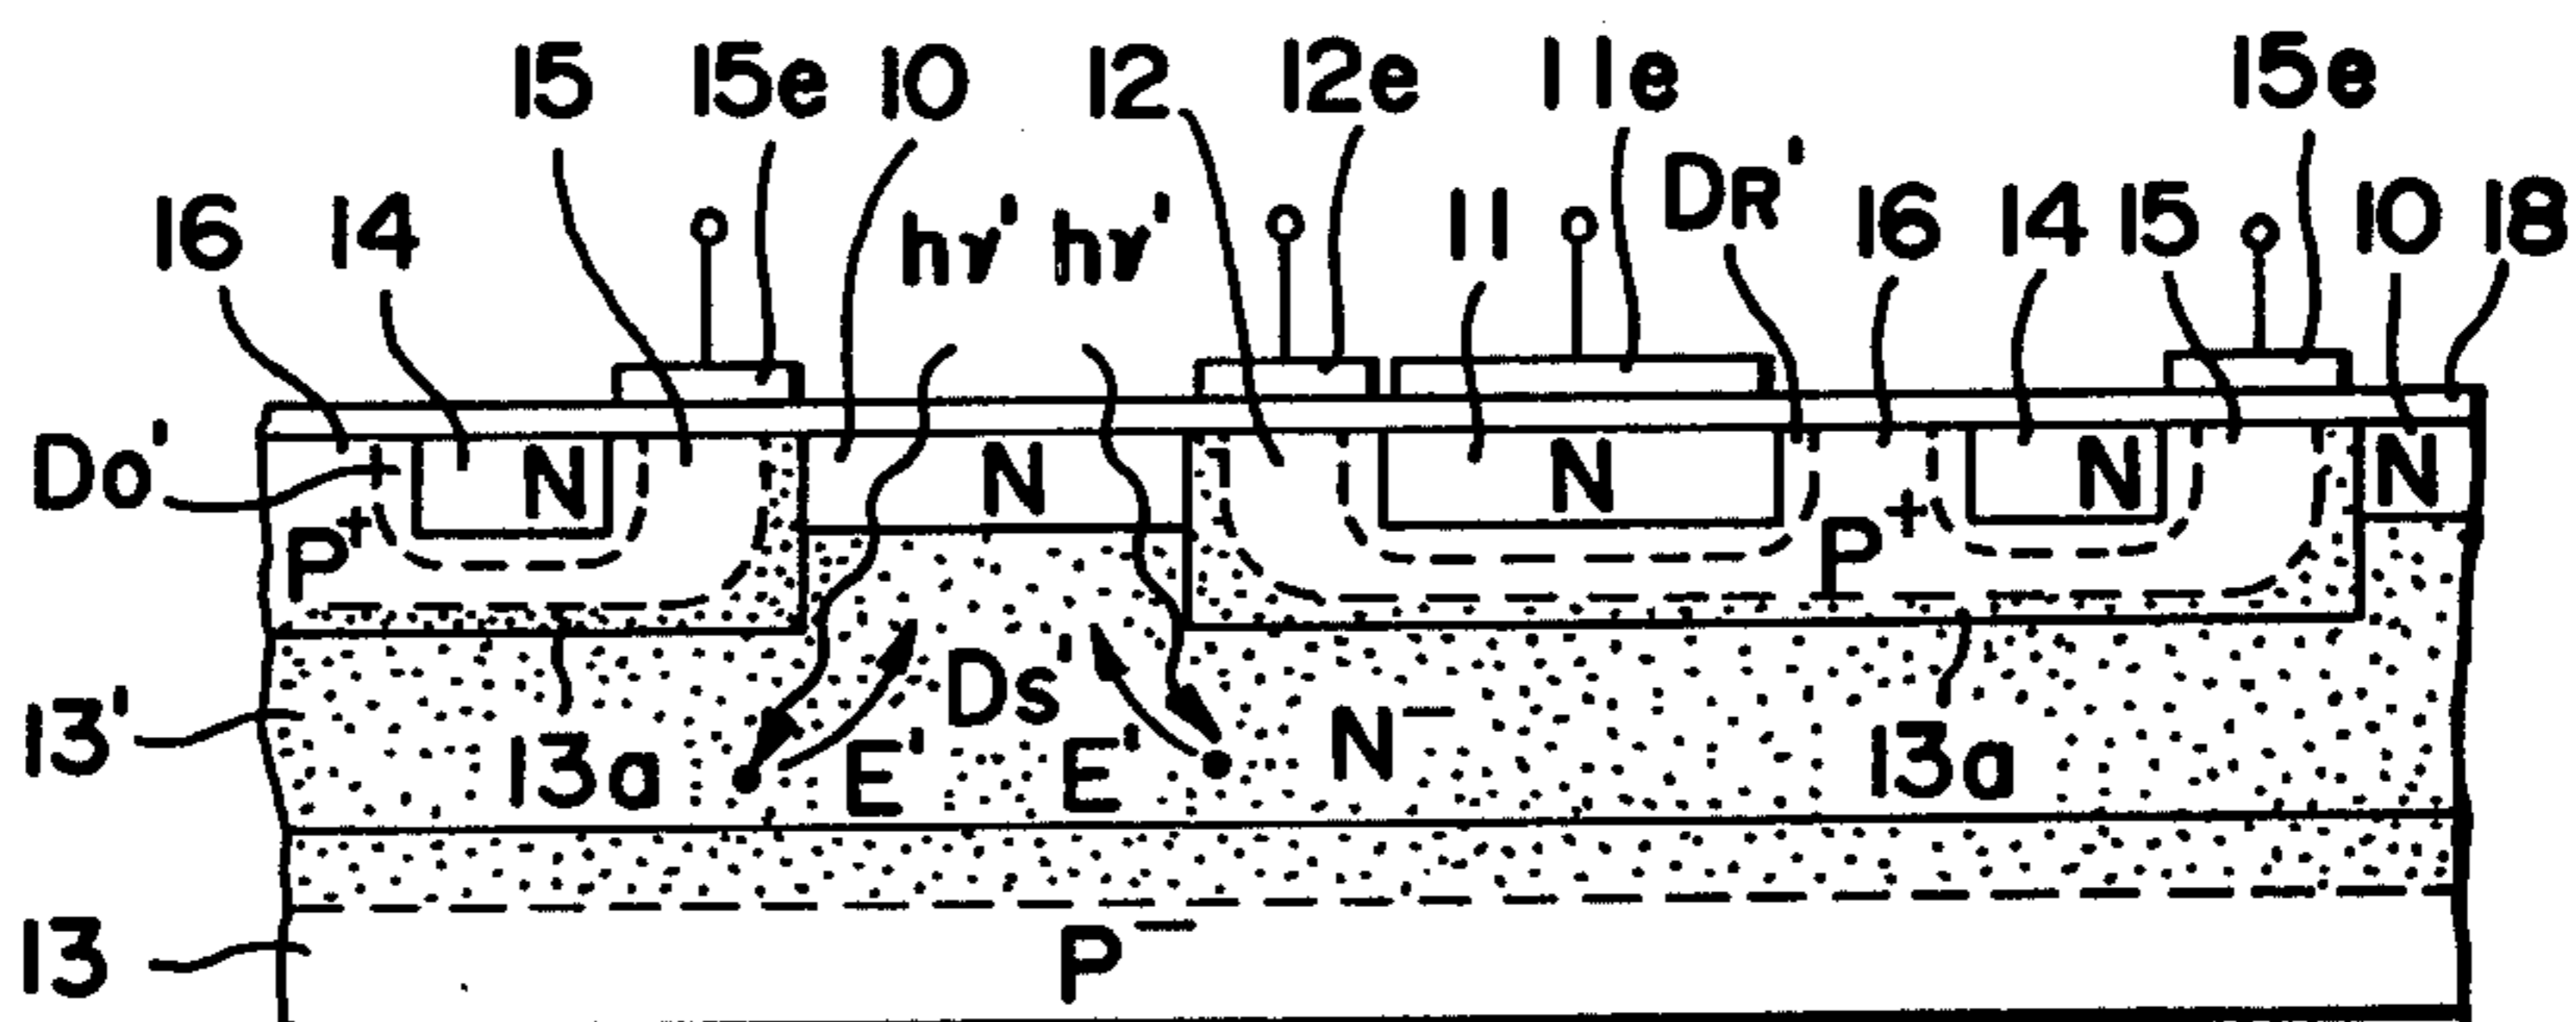 15 15e 10 12 12e 11e 15e
16 14 hν' hν' 11 DR' 16 14 15 10 18
Do' N N N N N
P+ P+
13' 13a E' Ds' E' N− 13a
13 P−